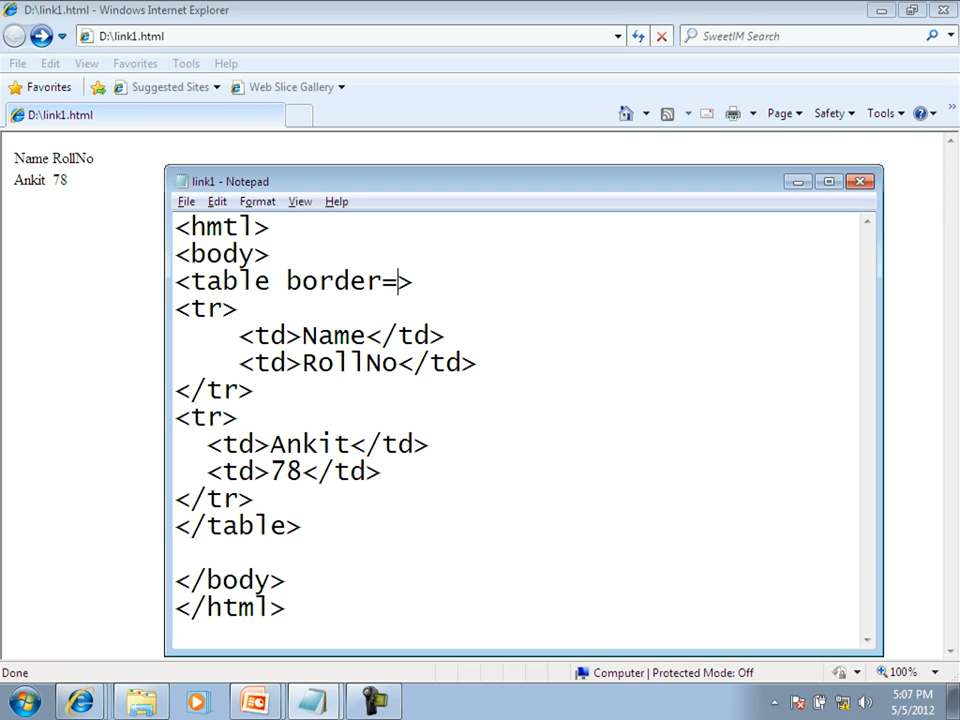 D:\link1.html - Windows Internet Explorer
D:\link1.html
SweetIM Search
File Edit View Favorites Tools Help
Favorites Suggested Sites Web Slice Gallery
D:\link1.html
Page Safety Tools
Name RollNo
Ankit 78
link1 - Notepad
File Edit Format View Help
<hmtl>
<body>
<table border=>
<tr>
<td>Name</td>
<td>RollNo</td>
</tr>
<tr>
<td>Ankit</td>
<td>78</td>
</tr>
</table>
</body>
</html>
Done
Computer | Protected Mode: Off
100%
5:07 PM
5/5/2012